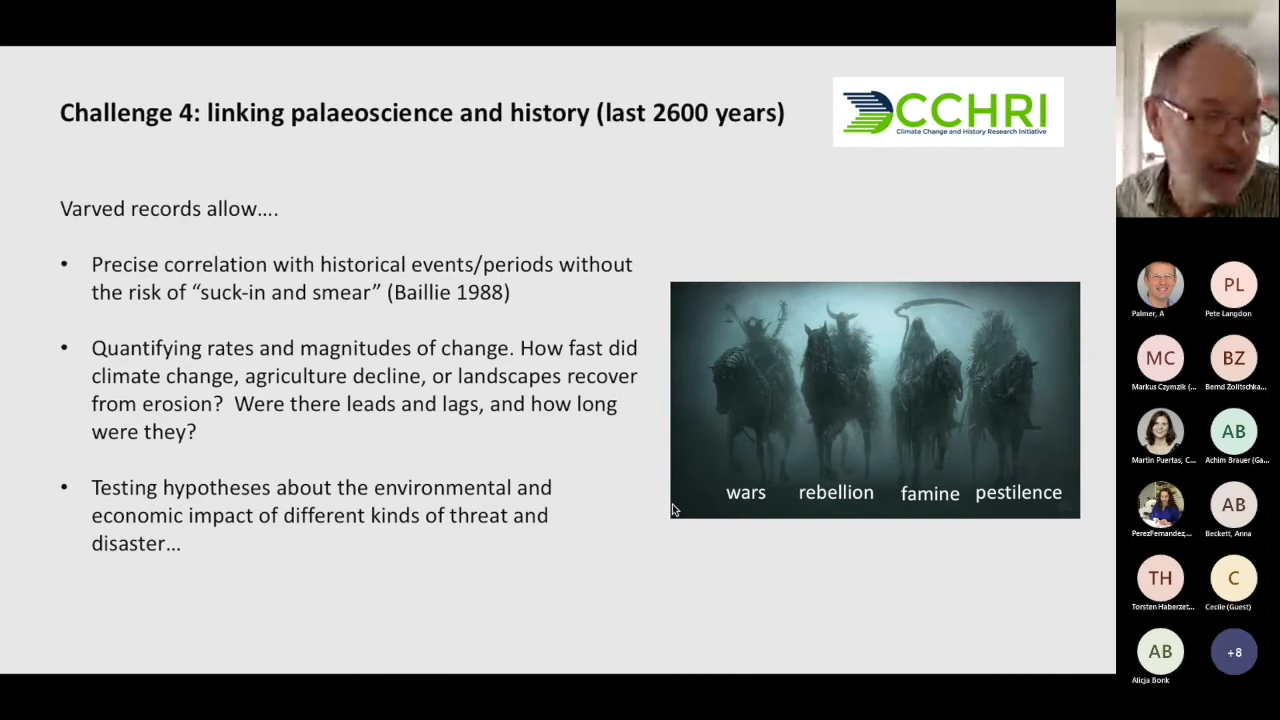 Challenge 4: linking palaeoscience and history (last 2600 years)
CCHRI
Climate Change and History Research Initiative
Varved records allow....
• Precise correlation with historical events/periods without
the risk of “suck-in and smear” (Baillie 1988)
• Quantifying rates and magnitudes of change. How fast did
climate change, agriculture decline, or landscapes recover
from erosion? Were there leads and lags, and how long
were they?
• Testing hypotheses about the environmental and
economic impact of different kinds of threat and
disaster…
wars rebellion famine pestilence
Palmer, A
PL
Pete Langdon
MC
Markus Czymzik (...
BZ
Bernd Zolitschka...
Martin Puertas, C...
AB
Achim Brauer (Ga...
PerezFernandez,...
AB
Beckett, Anna
TH
Torsten Haberzet...
C
Cecile (Guest)
AB
Alicja Bonk
+8